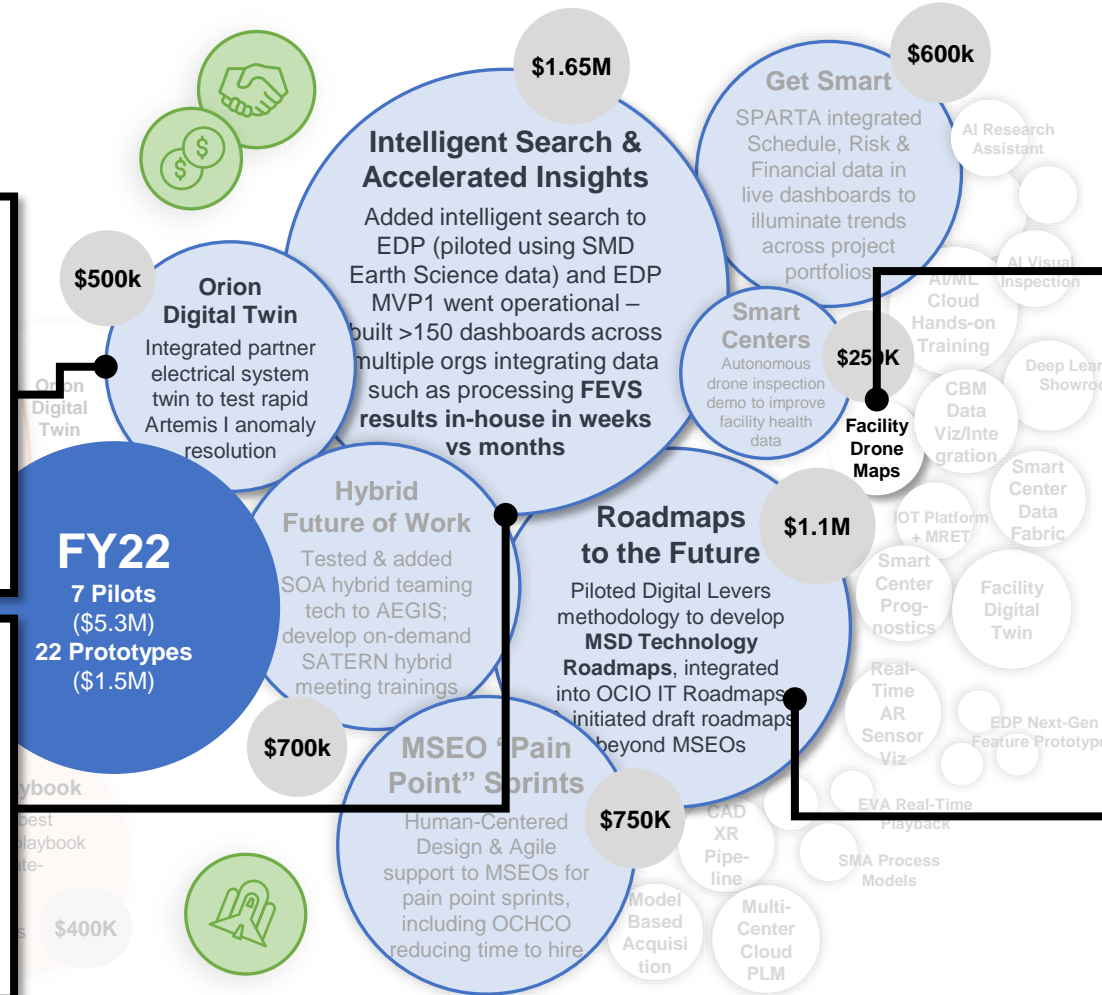 $1.65M
Intelligent Search &
Accelerated Insights
Added intelligent search to
EDP (piloted using SMD
Earth Science data) and EDP
MVP1 went operational –
built >150 dashboards across
multiple orgs integrating data
such as processing FEVS
results in-house in weeks
vs months
$600k
Get Smart
SPARTA integrated
Schedule, Risk &
Financial data in
live dashboards to
illuminate trends
across project
portfolios
$500k
Orion
Digital Twin
Integrated partner
electrical system
twin to test rapid
Artemis I anomaly
resolution
Orion
Digital
Twin
Smart
Centers
Autonomous
drone inspection
demo to improve
facility health
data
$250K
Facility
Drone
Maps
FY22
7 Pilots
($5.3M)
22 Prototypes
($1.5M)
Hybrid
Future of Work
Tested & added
SOA hybrid teaming
tech to AEGIS;
develop on-demand
SATERN hybrid
meeting trainings
$700k
Roadmaps
to the Future
Piloted Digital Levers
methodology to develop
MSD Technology
Roadmaps, integrated
into OCIO IT Roadmaps
initiated draft roadmaps
beyond MSEOs
$1.1M
MSEO "Pain
Point" Sprints
Human-Centered
Design & Agile
support to MSEOs for
pain point sprints,
including OCHCO
reducing time to hire
$750K
ybook
best
playbook
ate-
s
$400K
AI Research
Assistant
AI Visual
Inspection
AI/ML
Cloud
Hands-on
Training
Deep Lear
Showroo
CBM
Data
Viz/Inte
gration
Smart
Center
Data
Fabric
IOT Platform
+ MRET
Smart
Center
Prog-
nostics
Facility
Digital
Twin
Real-
Time
AR
Sensor
Viz
EDP Next-Gen
Feature Prototype
EVA Real-Time
Playback
CAD
XR
Pipe-
line
SMA Process
Models
Model
Based
Acquisi
tion
Multi-
Center
Cloud
PLM